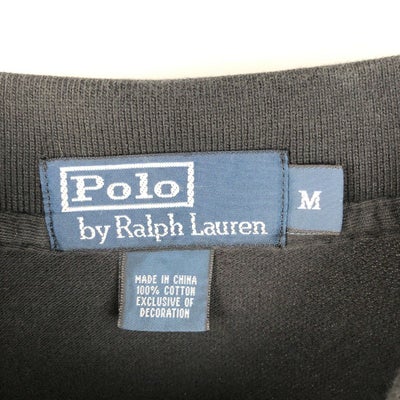 Polo
by Ralph Lauren
M
MADE IN CHINA
100% COTTON
EXCLUSIVE OF
DECORATION